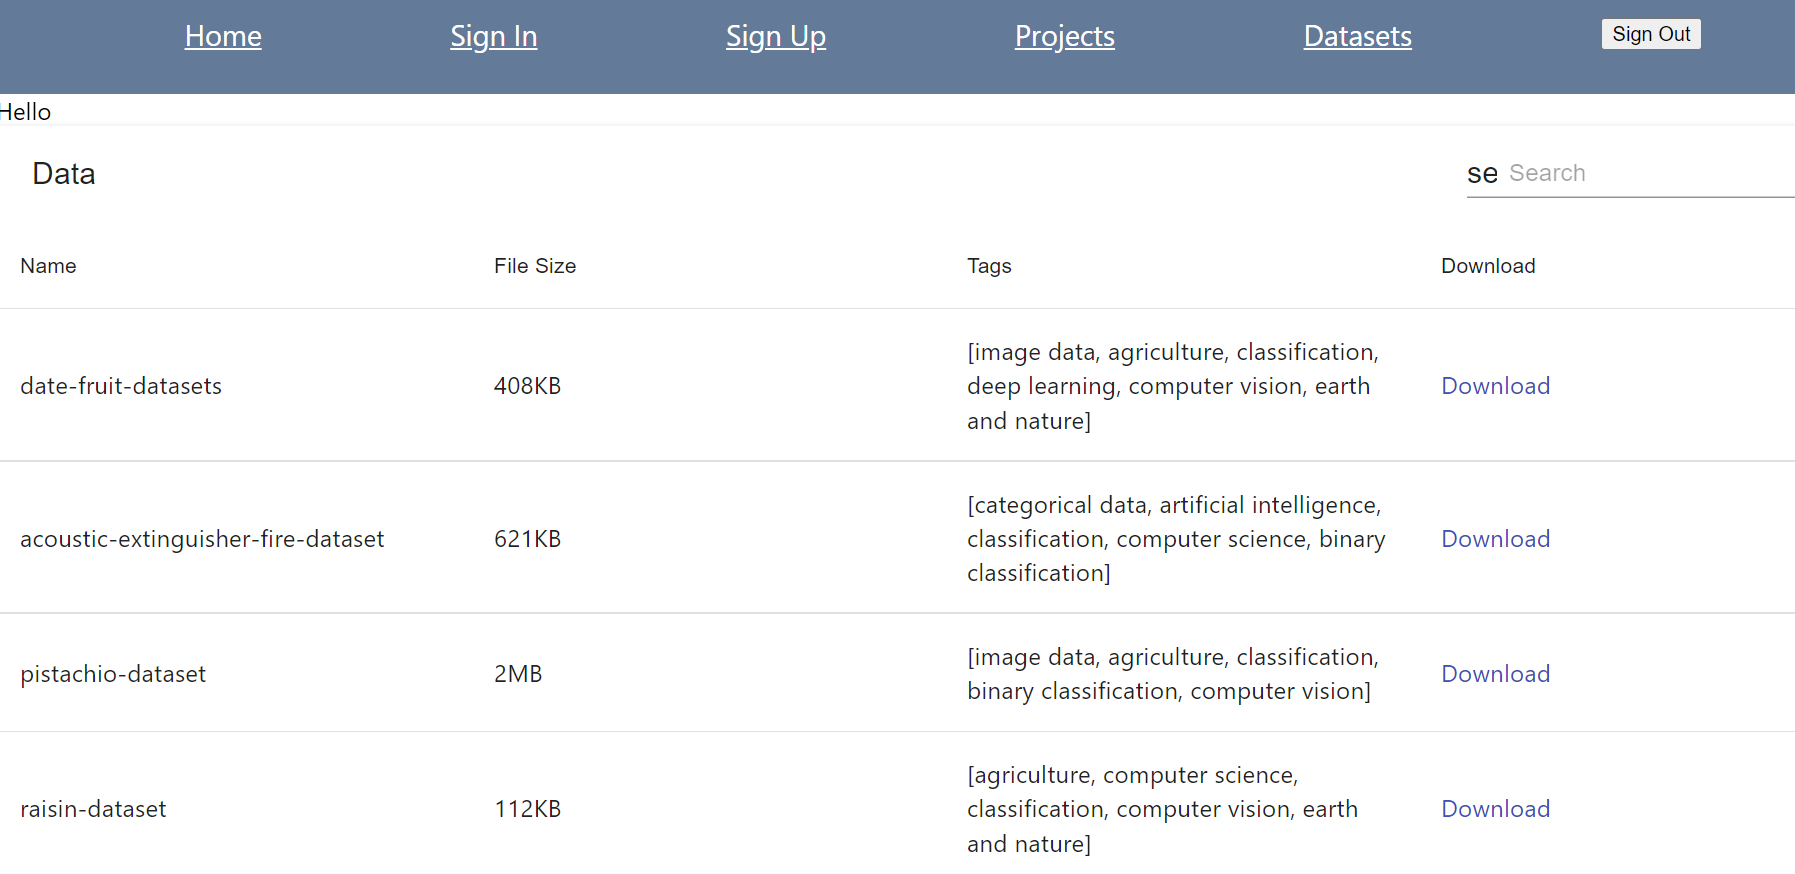 Home Sign In Sign Up Projects Datasets Sign Out
Hello
Data se Search
Name File Size Tags Download
date-fruit-datasets 408KB [image data, agriculture, classification, deep learning, computer vision, earth and nature] Download
acoustic-extinguisher-fire-dataset 621KB [categorical data, artificial intelligence, classification, computer science, binary classification] Download
pistachio-dataset 2MB [image data, agriculture, classification, binary classification, computer vision] Download
raisin-dataset 112KB [agriculture, computer science, classification, computer vision, earth and nature] Download